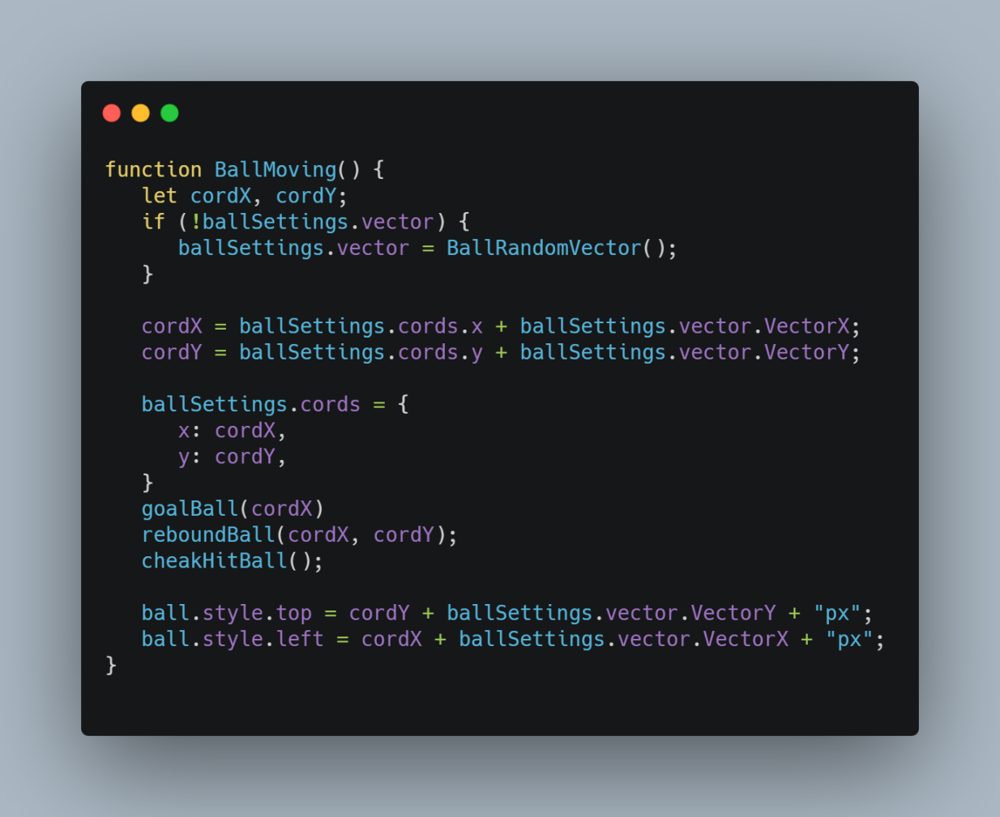 function BallMoving() {
   let cordX, cordY;
   if (!ballSettings.vector) {
      ballSettings.vector = BallRandomVector();
   }

   cordX = ballSettings.cords.x + ballSettings.vector.VectorX;
   cordY = ballSettings.cords.y + ballSettings.vector.VectorY;

   ballSettings.cords = {
      x: cordX,
      y: cordY,
   }
   goalBall(cordX)
   reboundBall(cordX, cordY);
   cheakHitBall();

   ball.style.top = cordY + ballSettings.vector.VectorY + "px";
   ball.style.left = cordX + ballSettings.vector.VectorX + "px";
}